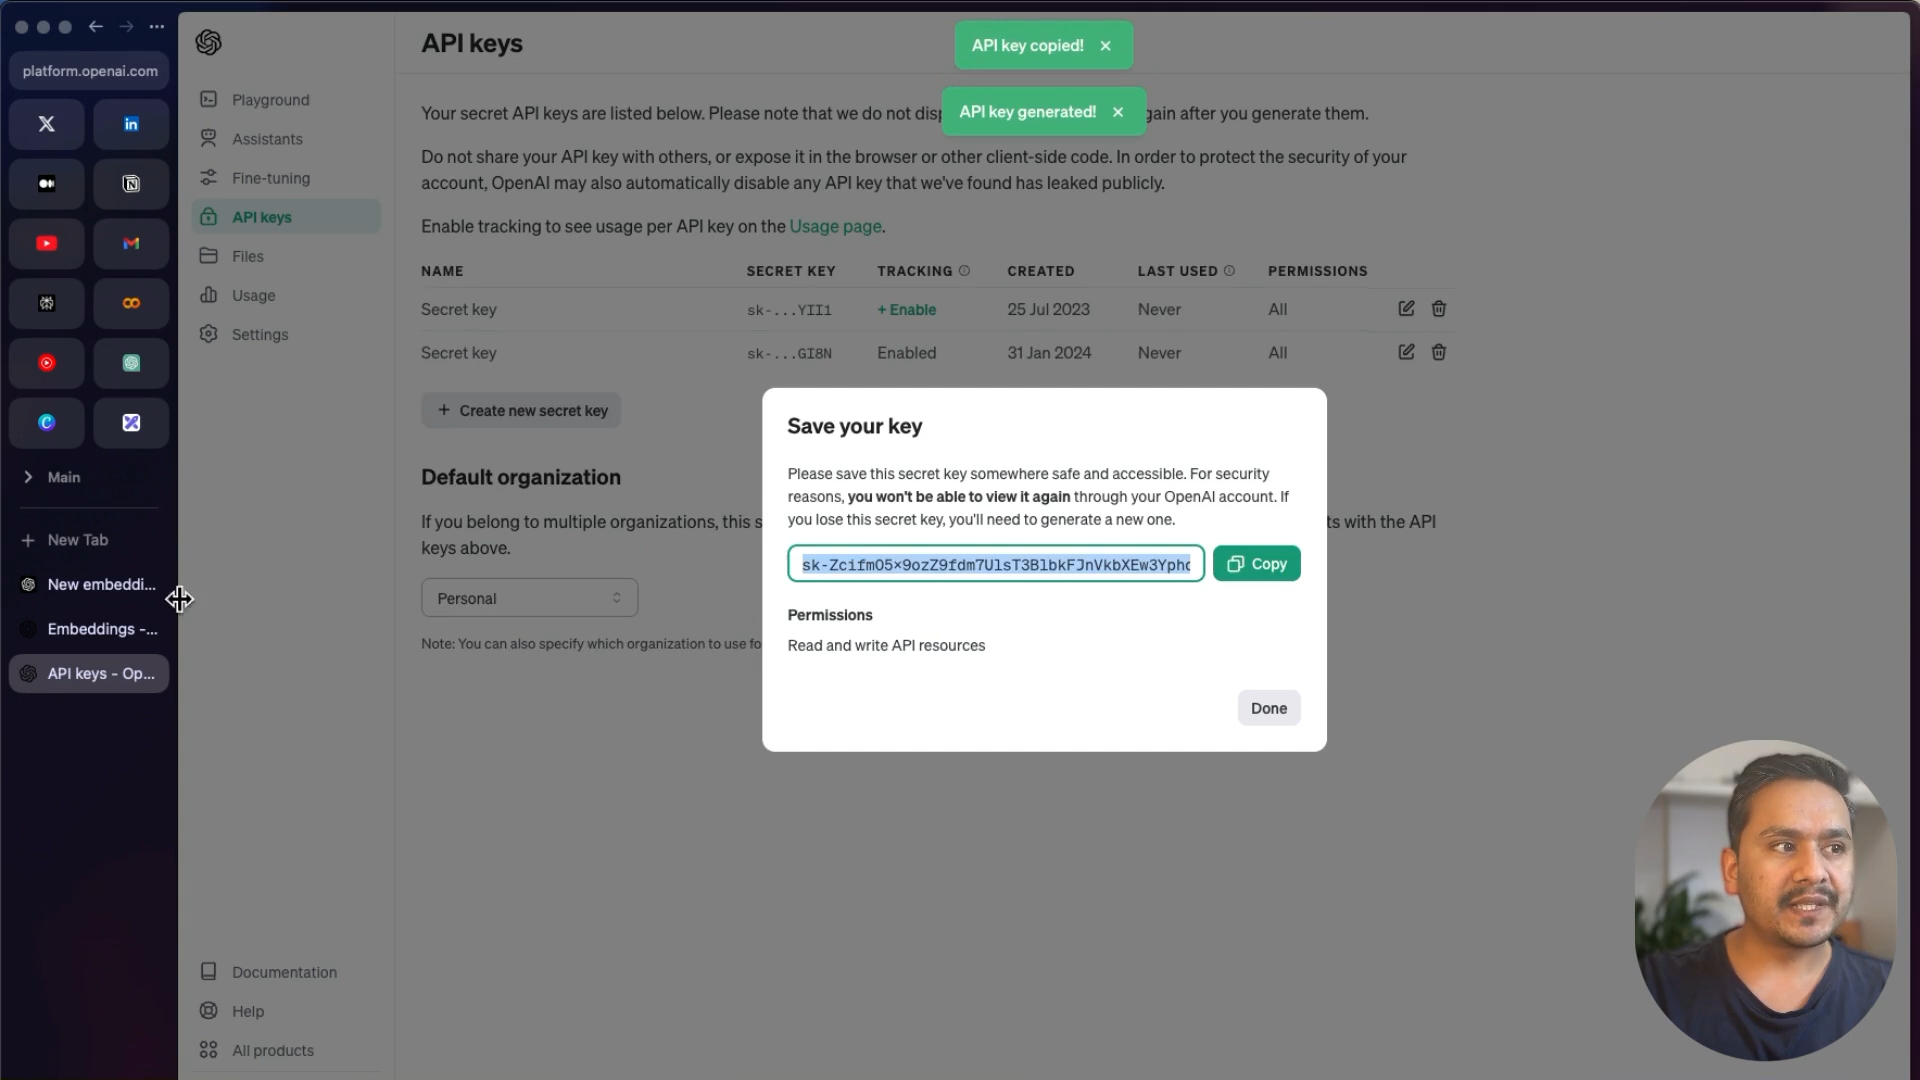 platform.openai.com
Main
New Tab
New embeddi...
Embeddings -...
API keys - Op...
Playground
Assistants
Fine-tuning
API keys
Files
Usage
Settings
Documentation
Help
All products
API keys
API key copied!
API key generated!
Your secret API keys are listed below. Please note that we do not disp gain after you generate them.
Do not share your API key with others, or expose it in the browser or other client-side code. In order to protect the security of your
account, OpenAI may also automatically disable any API key that we've found has leaked publicly.
Enable tracking to see usage per API key on the Usage page.
NAME SECRET KEY TRACKING CREATED LAST USED PERMISSIONS
Secret key sk-...YII1 + Enable 25 Jul 2023 Never All
Secret key sk-...GI8N Enabled 31 Jan 2024 Never All
+ Create new secret key
Default organization
If you belong to multiple organizations, this s ts with the API
keys above.
Personal
Note: You can also specify which organization to use fo
Save your key
Please save this secret key somewhere safe and accessible. For security
reasons, you won't be able to view it again through your OpenAI account. If
you lose this secret key, you'll need to generate a new one.
sk-ZcifmO5x9ozZ9fdm7UlsT3BlbkFJnVkbXEw3Yphc
Copy
Permissions
Read and write API resources
Done